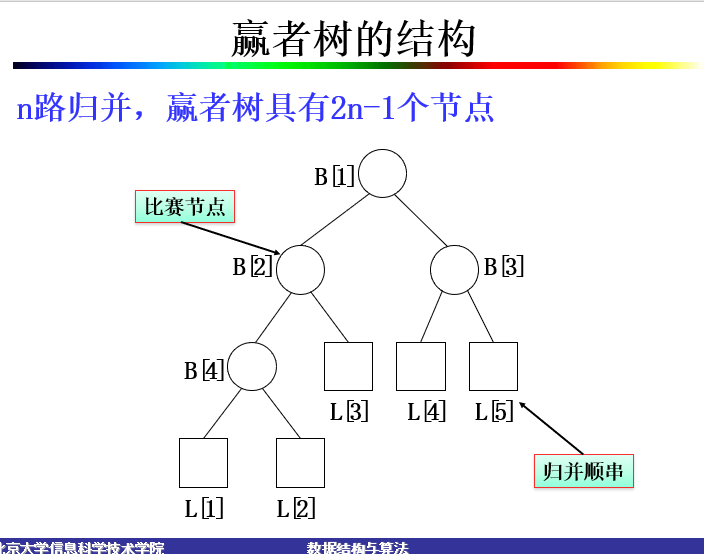 赢者树的结构
n路归并，赢者树具有2n-1个节点
B[1]
比赛节点
B[2]
B[3]
B[4]
L[3]
L[4]
L[5]
归并顺串
L[1]
L[2]
北京大学信息科学技术学院
数据结构与算法